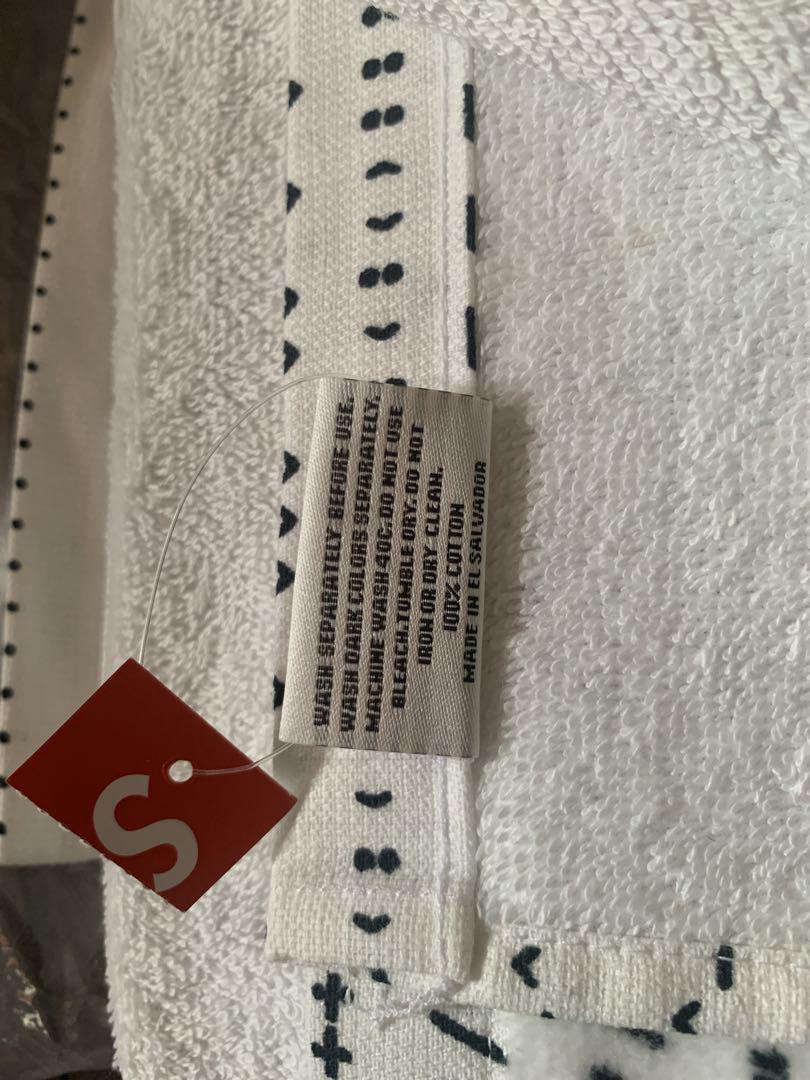 WASH SEPARATELY BEFORE USE.
WASH DARK COLORS SEPARATELY.
MACHINE WASH 40C. DO NOT USE
BLEACH. TUMBLE DRY. DO NOT
IRON OR DRY CLEAN.
100% COTTON
MADE IN EL SALVADOR
S